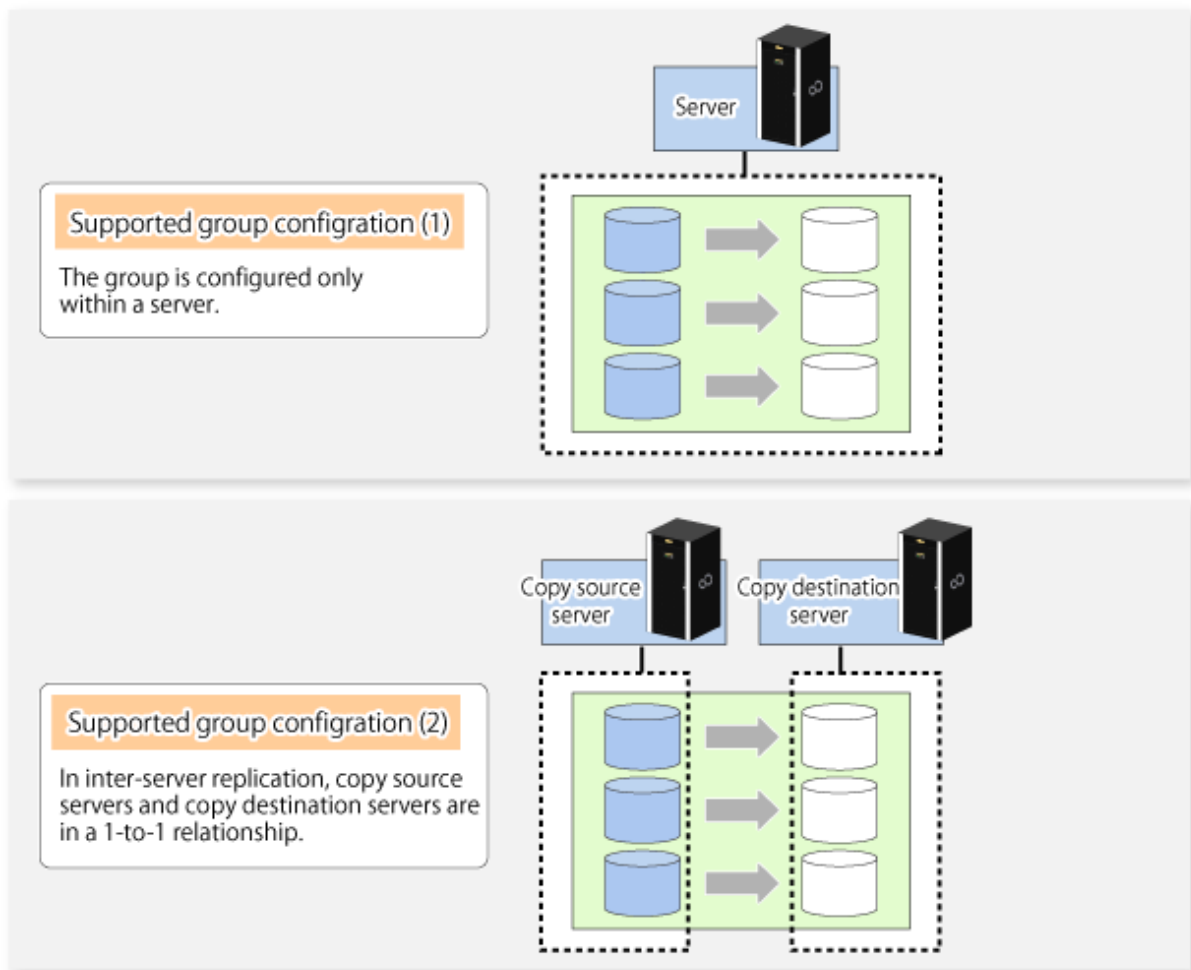 Server
Supported group configration (1)
The group is configured only
within a server.
Copy source
server
Copy destination
server
Supported group configration (2)
In inter-server replication, copy source
servers and copy destination servers are
in a 1-to-1 relationship.